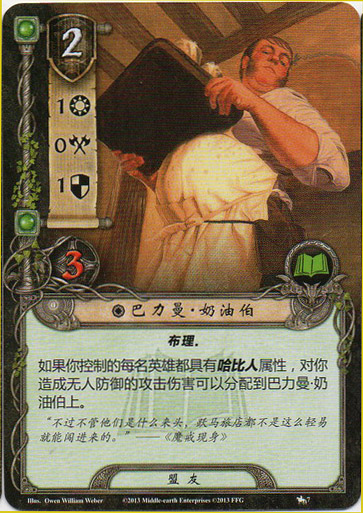 2
1
0
1
3
巴力曼·奶油伯
布理.
如果你控制的每名英雄都具有哈比人属性，对你
造成无人防御的攻击伤害可以分配到巴力曼·奶
油伯上。
“不过不管他们是什么来头，跃马旅店都不是这么轻易
就能闯进来的。”——《魔戒现身》
盟友
Illus. Owen William Weber ©2013 Middle-earth Enterprises ©2013 FFG 7